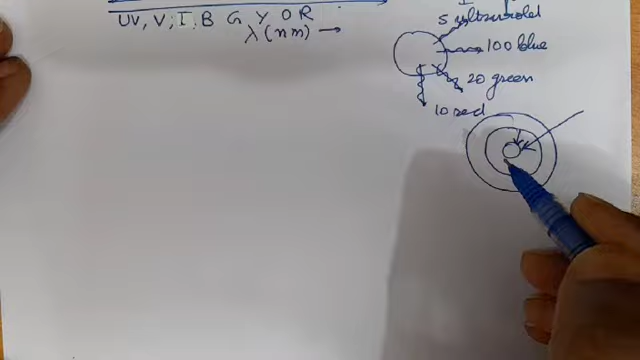 UV, V, I, B G, Y O R
λ (nm) →
I
5 ultraviolet
100 blue
20 green
10 red